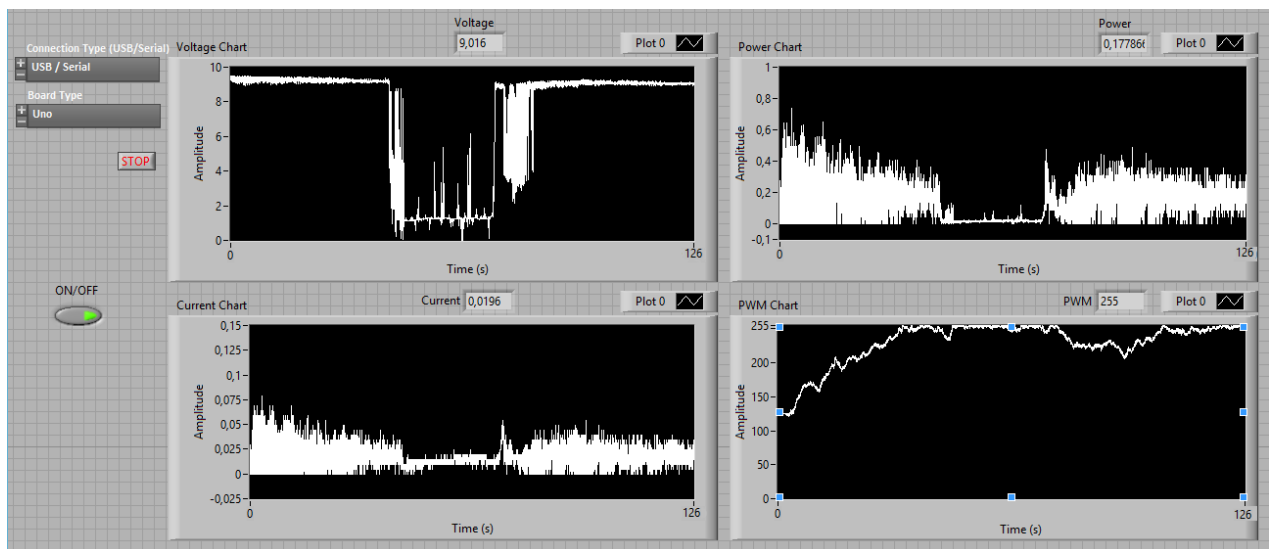 Connection Type (USB/Serial)
USB / Serial
Board Type
Uno
STOP
ON/OFF
Voltage
Voltage Chart
9,016
Plot 0
10
8
6
4
2
0
Amplitude
0
126
Time (s)
Power
Power Chart
0,17786
Plot 0
1
0,8
0,6
0,4
0,2
0
-0,1
Amplitude
0
126
Time (s)
Current Chart
Current
0,0196
Plot 0
0,15
0,125
0,1
0,075
0,05
0,025
0
-0,025
Amplitude
0
126
Time (s)
PWM Chart
PWM
255
Plot 0
255
200
150
100
50
0
Amplitude
0
126
Time (s)